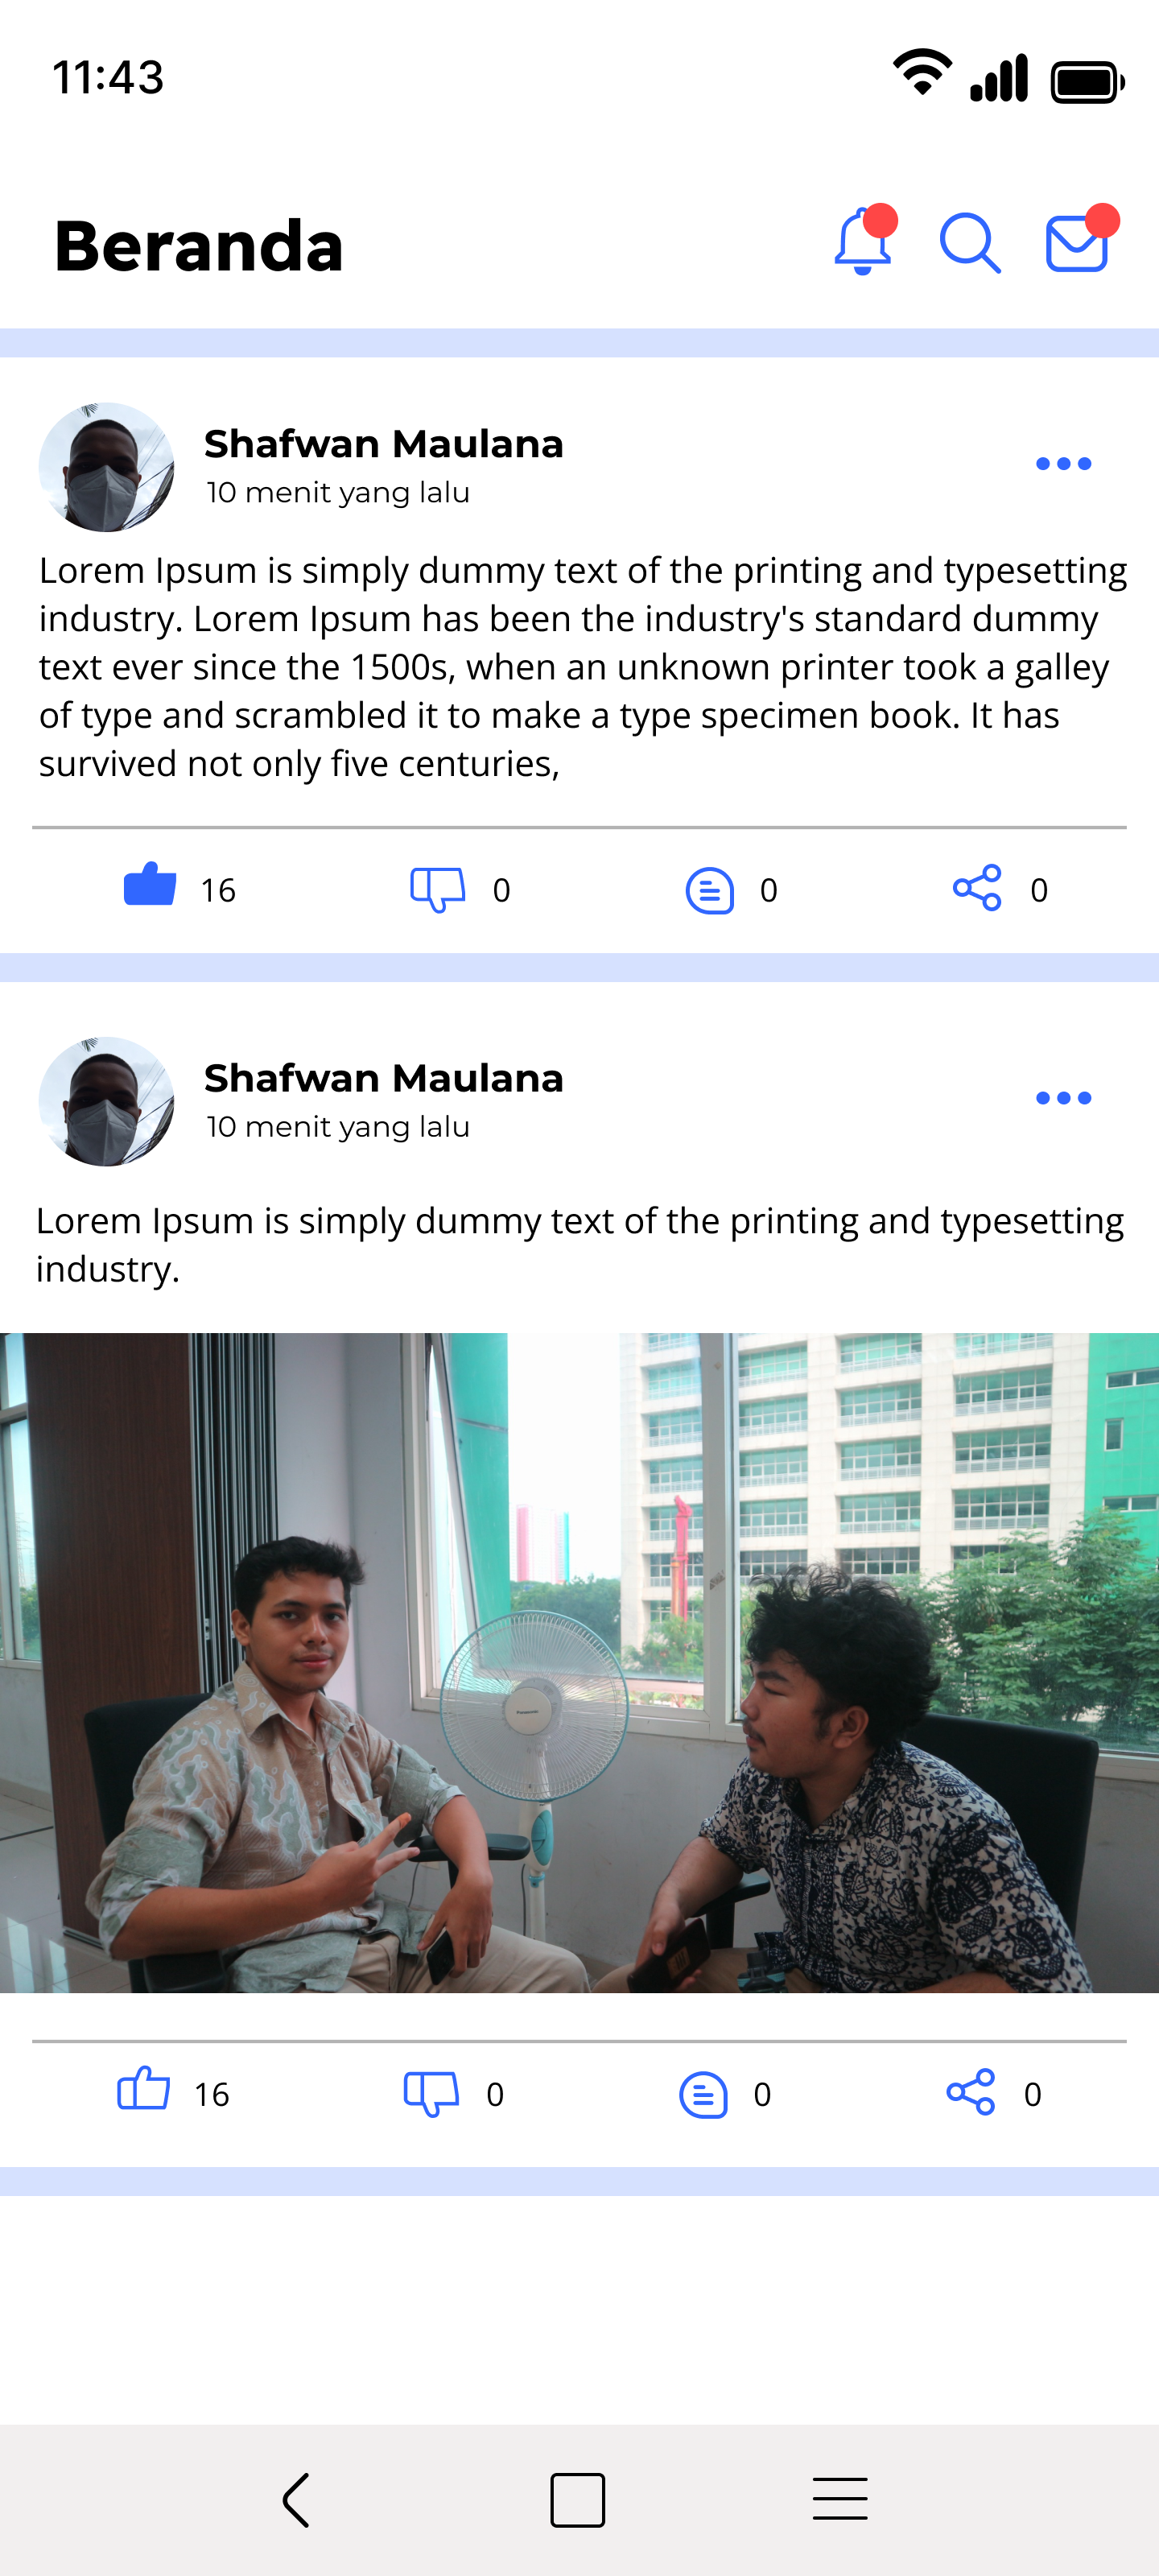 11:43
Beranda
Shafwan Maulana
10 menit yang lalu
Lorem Ipsum is simply dummy text of the printing and typesetting
industry. Lorem Ipsum has been the industry's standard dummy
text ever since the 1500s, when an unknown printer took a galley
of type and scrambled it to make a type specimen book. It has
survived not only five centuries,
16 0 0 0
Shafwan Maulana
10 menit yang lalu
Lorem Ipsum is simply dummy text of the printing and typesetting
industry.
Panasonic
16 0 0 0